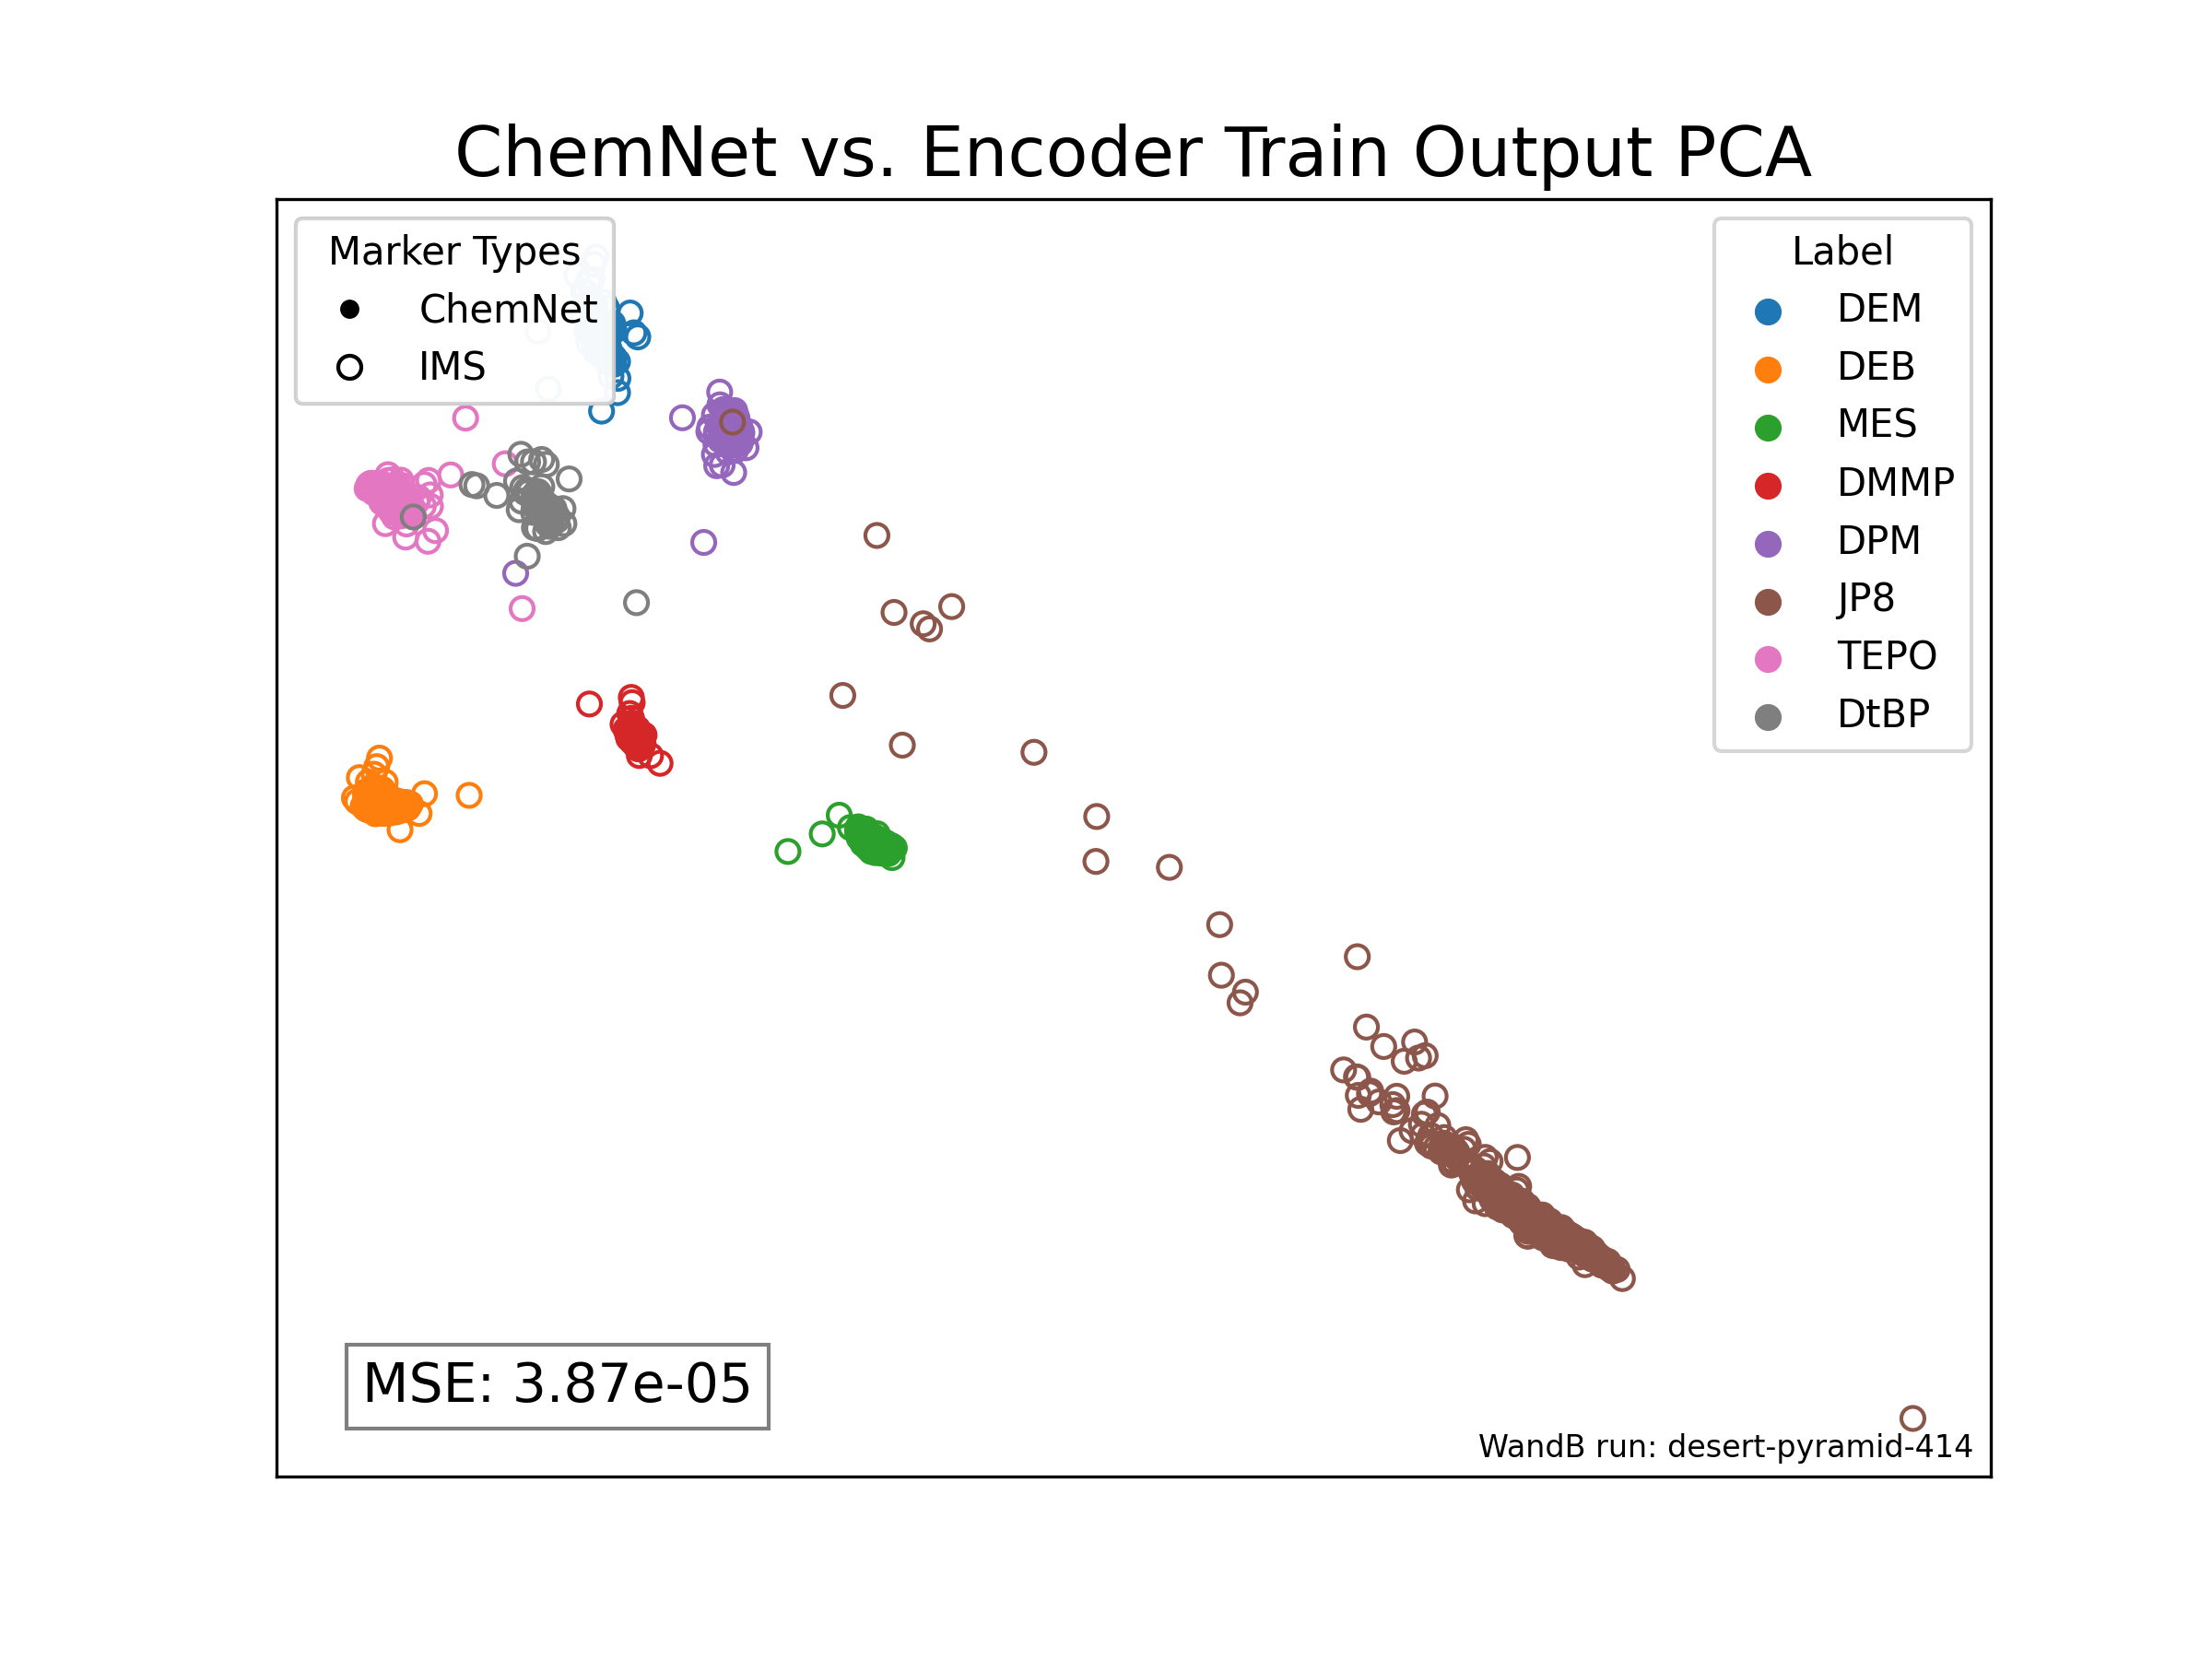 ChemNet vs. Encoder Train Output PCA
Marker Types
ChemNet
IMS
Label
DEM
DEB
MES
DMMP
DPM
JP8
TEPO
DtBP
MSE: 3.87e-05
WandB run: desert-pyramid-414